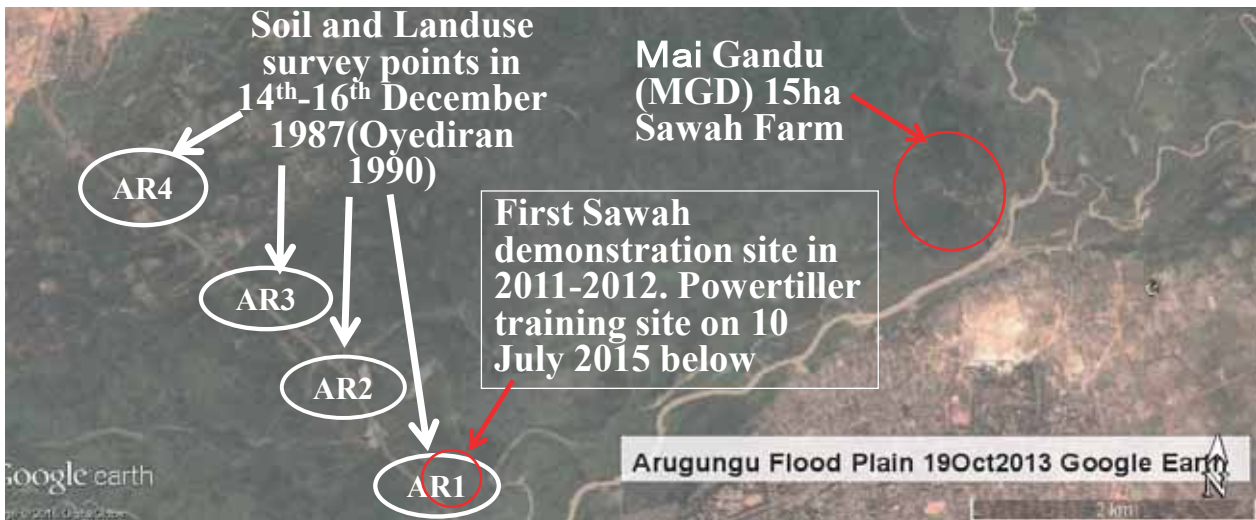 Soil and Landuse
survey points in
14th-16th December
1987(Oyediran
1990)
Mai Gandu
(MGD) 15ha
Sawah Farm
AR4
First Sawah
demonstration site in
2011-2012. Powertiller
training site on 10
July 2015 below
AR3
AR2
AR1
Google earth
Arugungu Flood Plain 19Oct2013 Google Earth
N
2 km